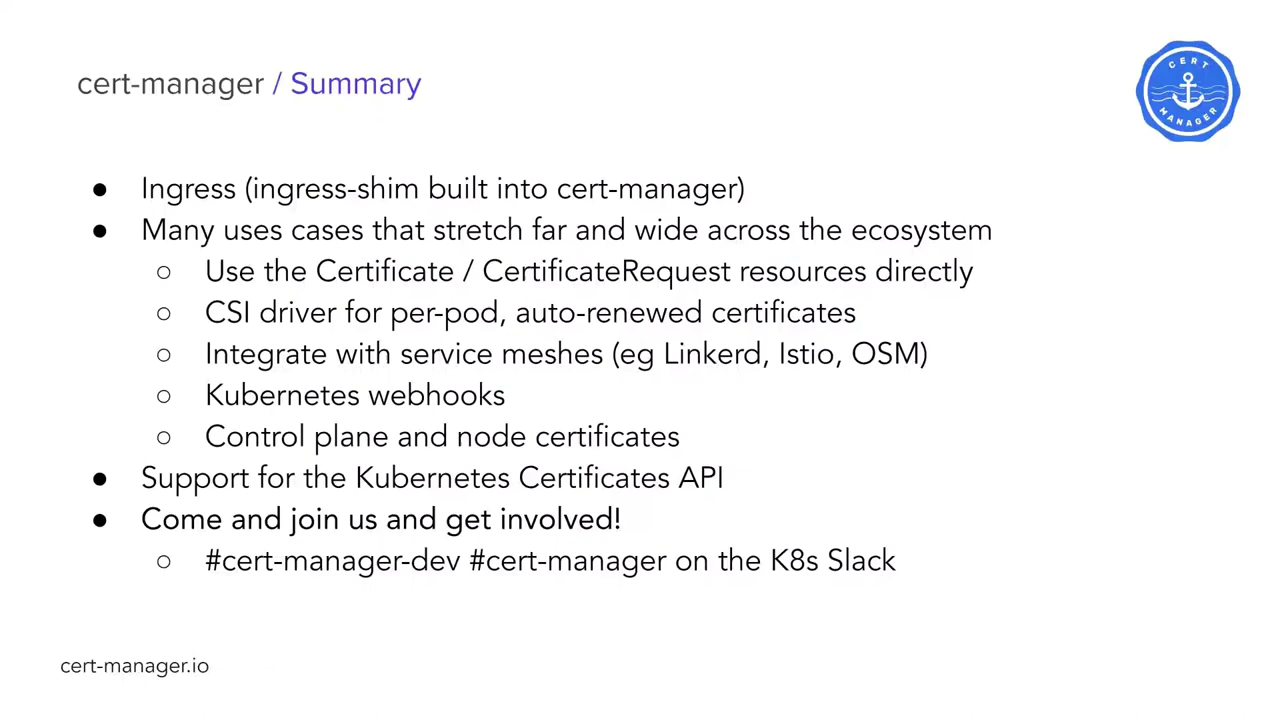 cert-manager / Summary
CERT
MANAGER
● Ingress (ingress-shim built into cert-manager)
● Many uses cases that stretch far and wide across the ecosystem
○ Use the Certificate / CertificateRequest resources directly
○ CSI driver for per-pod, auto-renewed certificates
○ Integrate with service meshes (eg Linkerd, Istio, OSM)
○ Kubernetes webhooks
○ Control plane and node certificates
● Support for the Kubernetes Certificates API
● Come and join us and get involved!
○ #cert-manager-dev #cert-manager on the K8s Slack
cert-manager.io